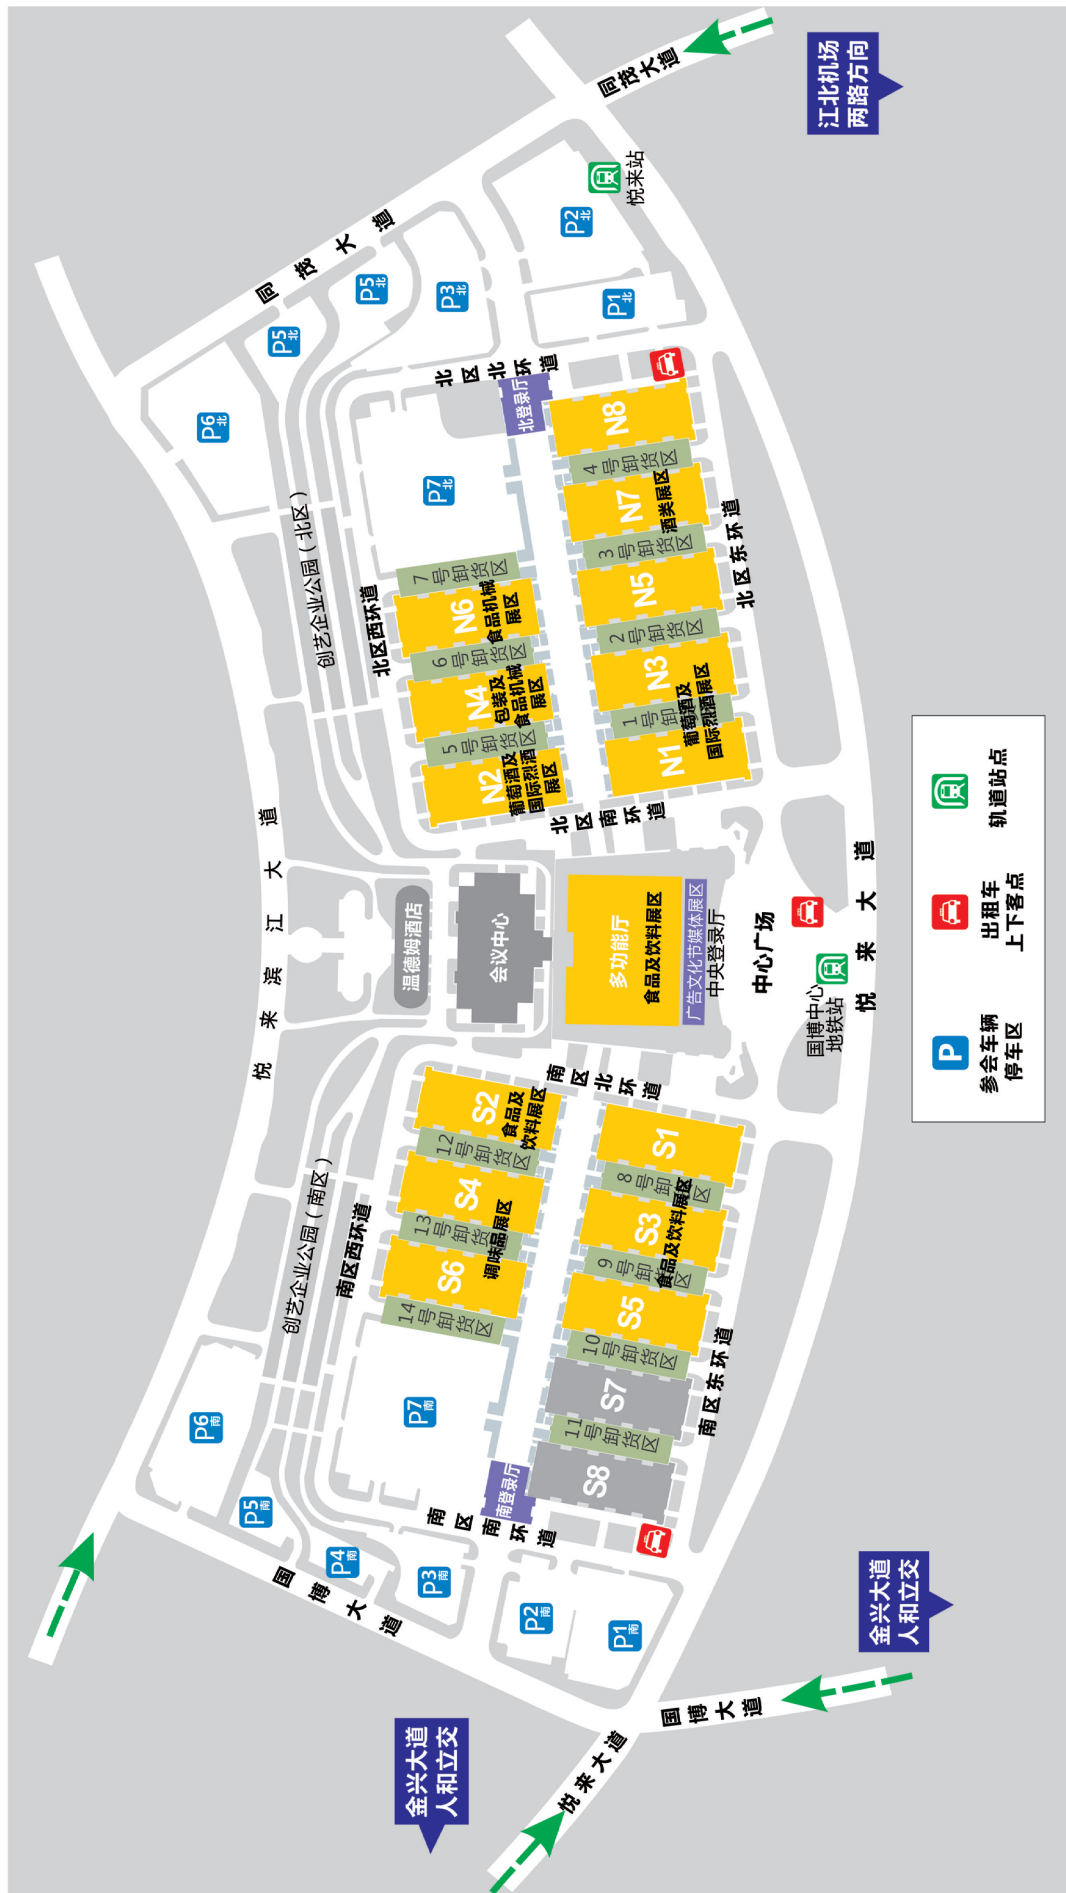 江北机场
两路方向
同茂大道
悦来站
P2北
P1北
P3北
P5北
P5北
同茂大道
P6北
P7北
北区北环道
北登录厅
N8
4号卸货区
N7
酒类展区
3号卸货区
N5
2号卸货区
N3
葡萄酒及
国际烈酒展区
1号卸
N1
北区东环道
7号卸货区
N6
食品机械
展区
6号卸货区
N4
包装及
食品机械
展区
5号卸货区
N2
葡萄酒及
国际烈酒
展区
北区西环道
北区南环道
创艺企业公园（北区）
悦来滨江大道
温德姆酒店
会议中心
多功能厅
食品及饮料展区
广告文化节媒体展区
中央登录厅
中心广场
国博中心
地铁站
悦来大道
南区北环道
S2
食品及
饮料展区
12号卸货区
S4
13号卸货区
调味品展区
S6
14号卸货区
S1
8号卸货区
S3
食品及饮料展区
9号卸货区
S5
10号卸货区
S7
11号卸货区
S8
南区西环道
南区东环道
创艺企业公园（南区）
P7南
P6南
P5南
P4南
P3南
P2南
P1南
南登录厅
南区南环道
国博大道
国博大道
悦来大道
金兴大道
人和立交
金兴大道
人和立交
轨道站点
出租车
上下客点
P
参会车辆
停车区